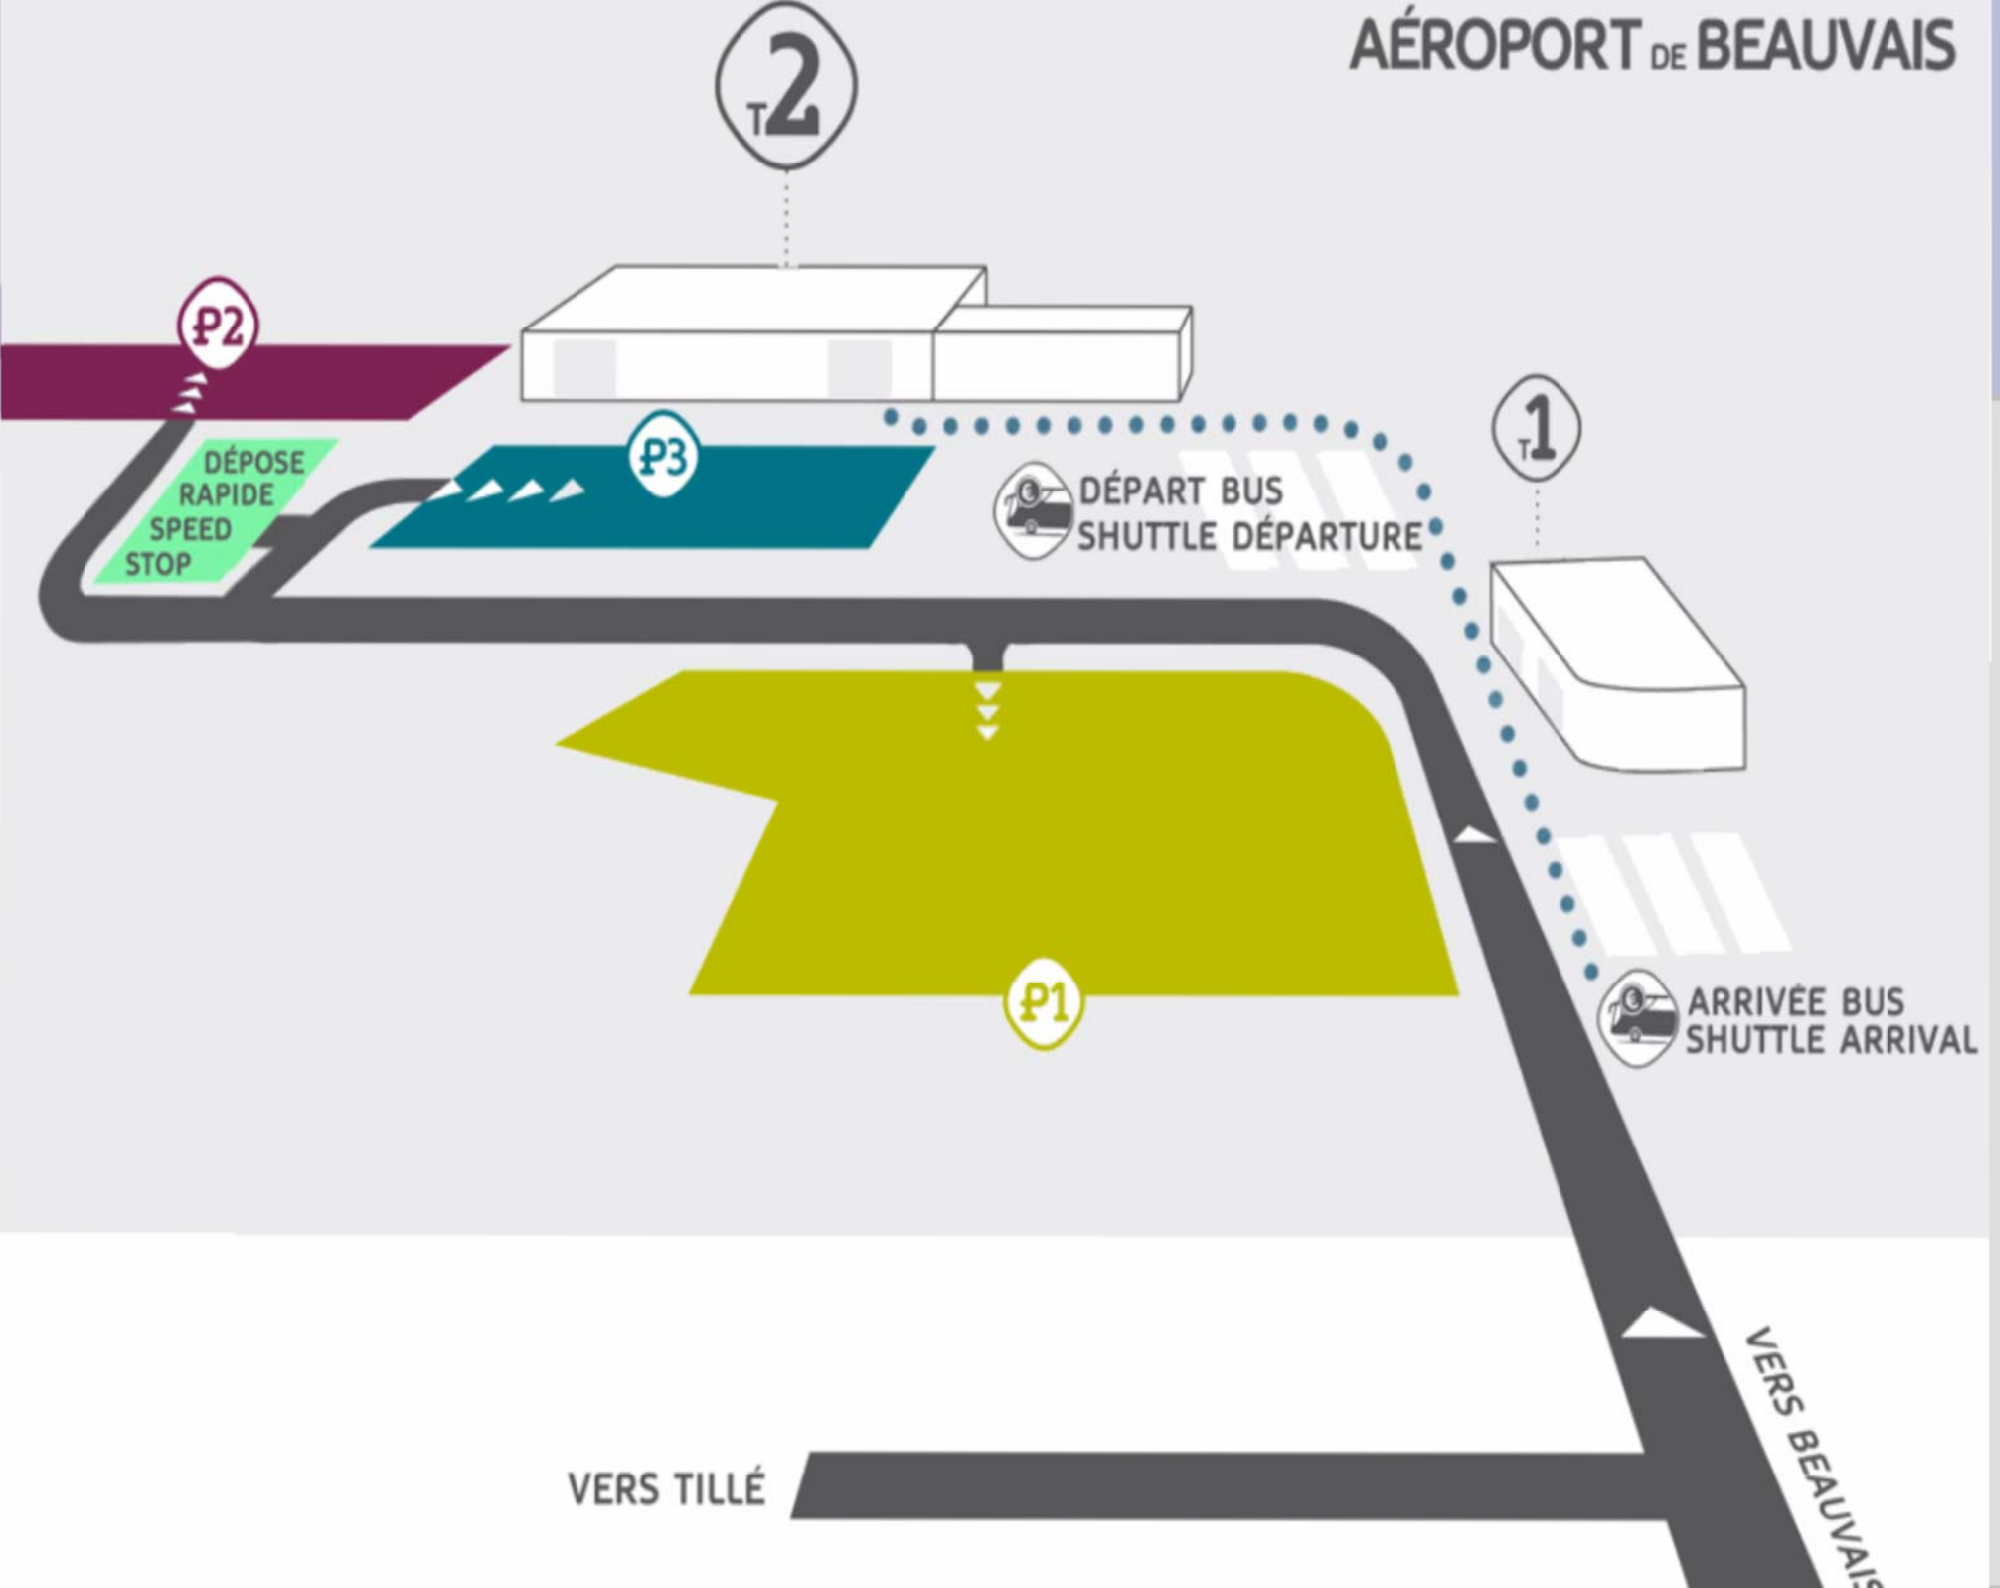 AÉROPORT DE BEAUVAIS
T2
P2
T1
P3
DÉPOSE
RAPIDE
SPEED
STOP
DÉPART BUS
SHUTTLE DÉPARTURE
P1
ARRIVÉE BUS
SHUTTLE ARRIVAL
VERS TILLÉ
VERS BEAUVAIS